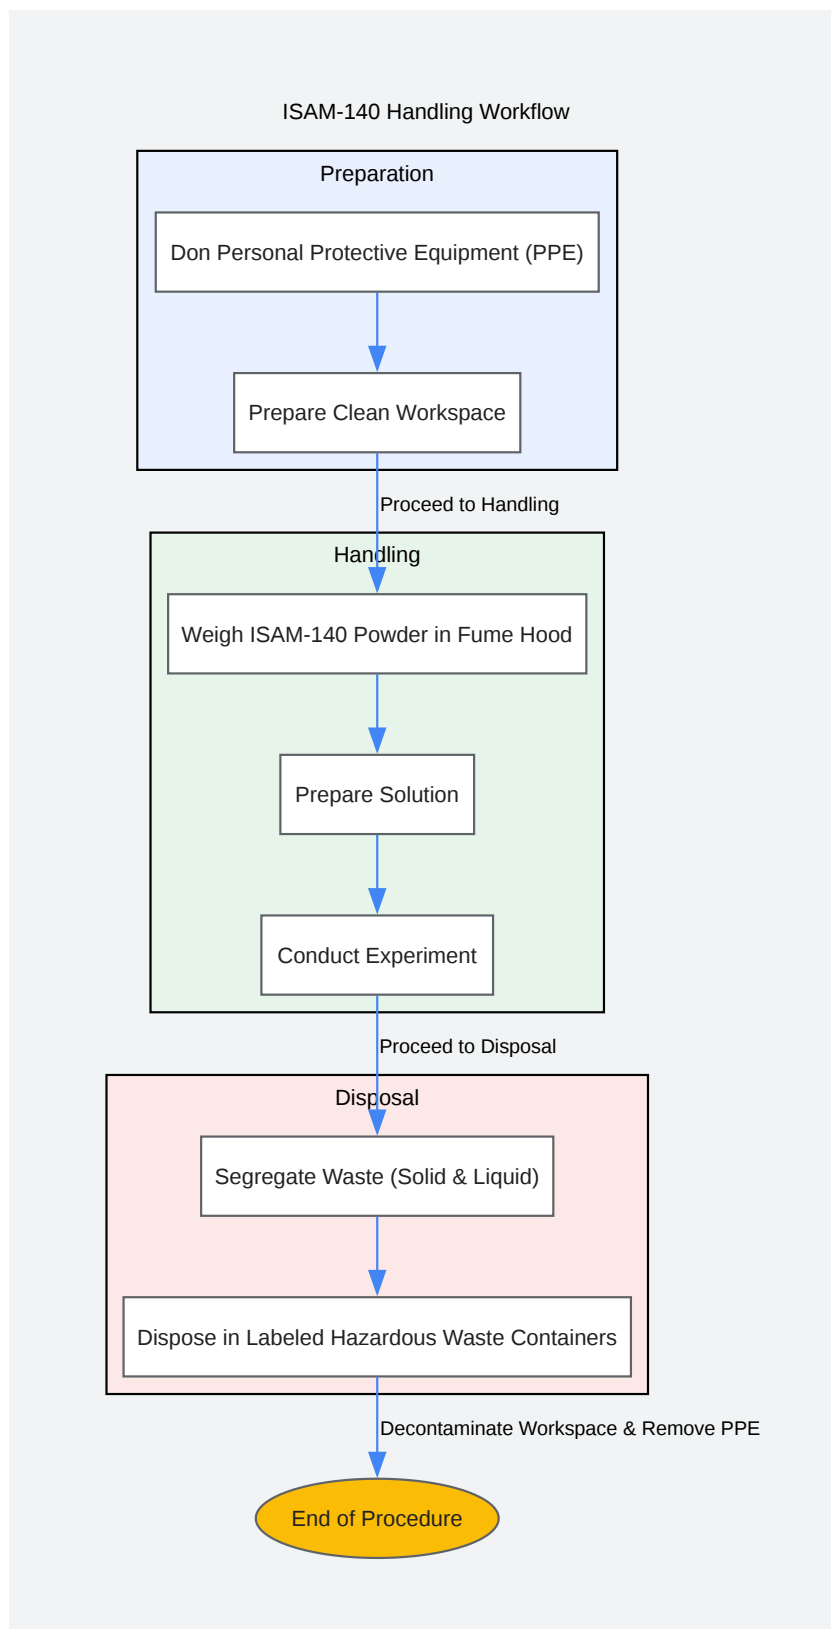 ISAM-140 Handling Workflow
Preparation
Don Personal Protective Equipment (PPE)
Prepare Clean Workspace
Proceed to Handling
Handling
Weigh ISAM-140 Powder in Fume Hood
Prepare Solution
Conduct Experiment
Proceed to Disposal
Disposal
Segregate Waste (Solid & Liquid)
Dispose in Labeled Hazardous Waste Containers
Decontaminate Workspace & Remove PPE
End of Procedure